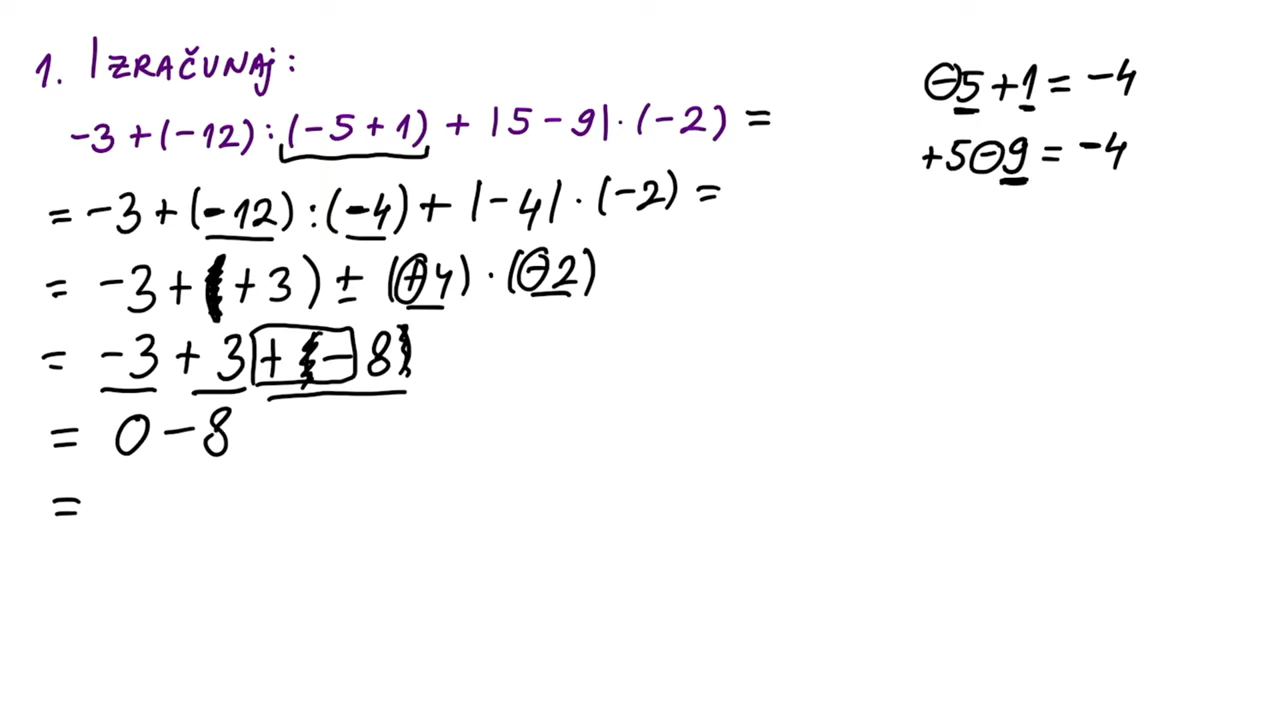 1. IZRAČUNAJ:
-3 + (-12) : (-5 + 1) + |5 - 9| · (-2) =
= -3 + (-12) : (-4) + |-4| · (-2) =
= -3 + ( + 3) + (+4) · (-2)
= -3 + 3 + (- 8)
= 0 - 8
=
-5 + 1 = -4
+5 - 9 = -4